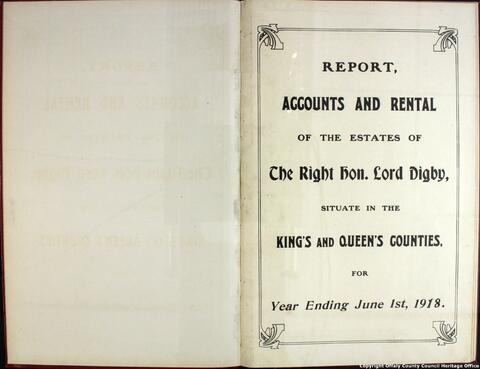 REPORT,
ACCOUNTS AND RENTAL
OF THE ESTATES OF
The Right Hon. Lord Digby,
SITUATE IN THE
KING'S AND QUEEN'S COUNTIES,
FOR
Year Ending June 1st, 1918.
Copyright Offaly County Council Heritage Office